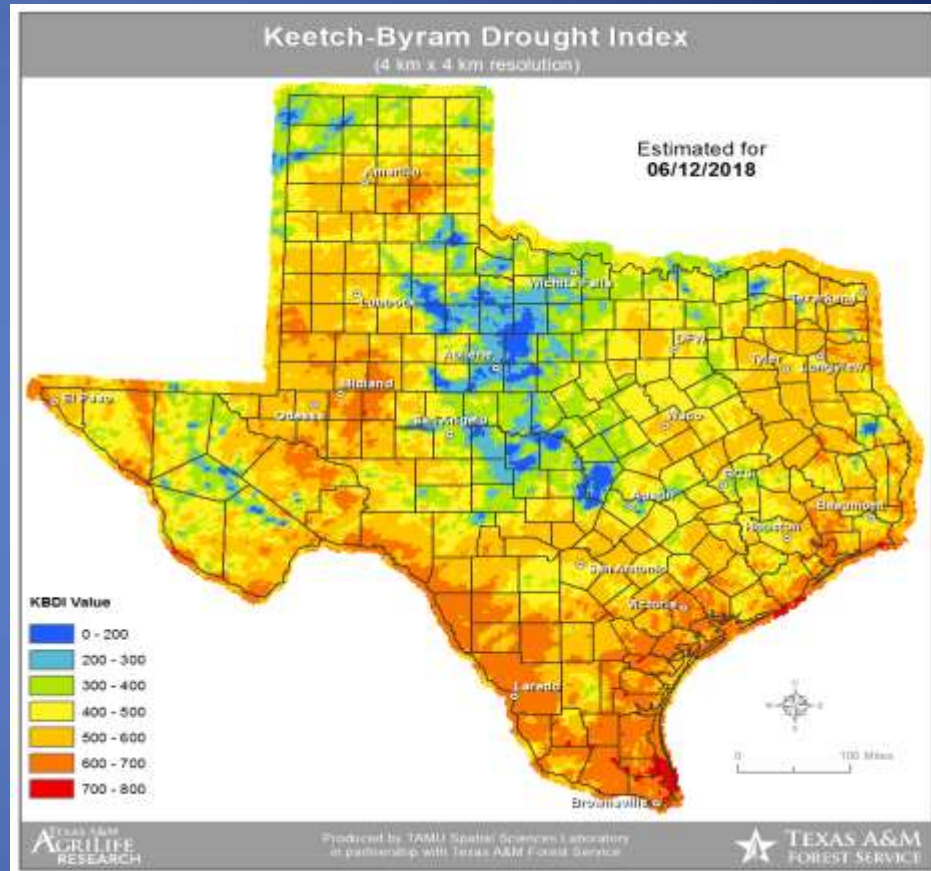 Keetch-Byram Drought Index
(4 km x 4 km resolution)
Estimated for
06/12/2018
Amarillo
Wichita Falls
Lubbock
Texarkana
DFW
Abilene
Tyler
Longview
El Paso
Midland
Odessa
San Angelo
Waco
BCS
Austin
Beaumont
Houston
San Antonio
Victoria
KBDI Value
0 - 200
200 - 300
300 - 400
400 - 500
500 - 600
600 - 700
700 - 800
Laredo
Brownsville
0 100 Miles
TEXAS A&M
AGRILIFE
RESEARCH
Produced by TAMU Spatial Sciences Laboratory
in partnership with Texas A&M Forest Service
TEXAS A&M
FOREST SERVICE